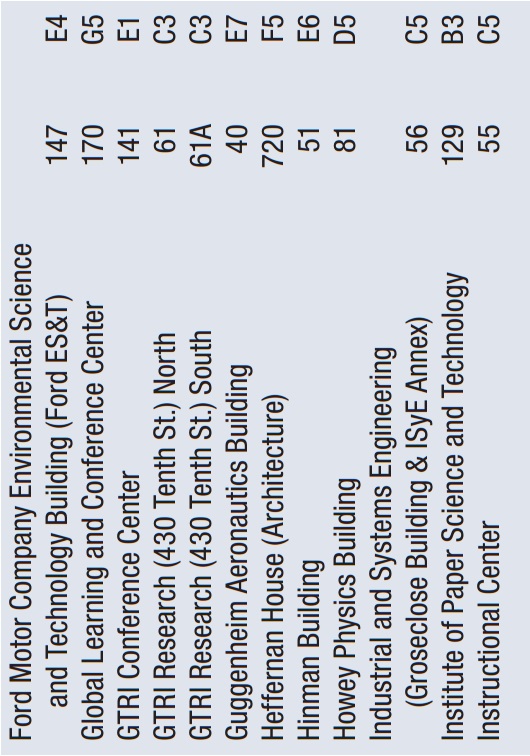 Ford Motor Company Environmental Science
and Technology Building (Ford ES&T) 147 E4
Global Learning and Conference Center 170 G5
GTRI Conference Center 141 E1
GTRI Research (430 Tenth St.) North 61 C3
GTRI Research (430 Tenth St.) South 61A C3
Guggenheim Aeronautics Building 40 E7
Heffernan House (Architecture) 720 F5
Hinman Building 51 E6
Howey Physics Building 81 D5
Industrial and Systems Engineering
(Groseclose Building & ISyE Annex) 56 C5
Institute of Paper Science and Technology 129 B3
Instructional Center 55 C5